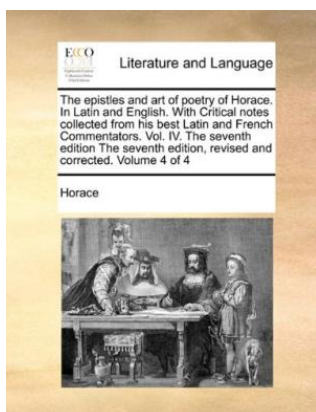 ECCO
Literature and Language
The epistles and art of poetry of Horace.
In Latin and English. With Critical notes
collected from his best Latin and French
Commentators. Vol. IV. The seventh
edition The seventh edition, revised and
corrected. Volume 4 of 4
Horace